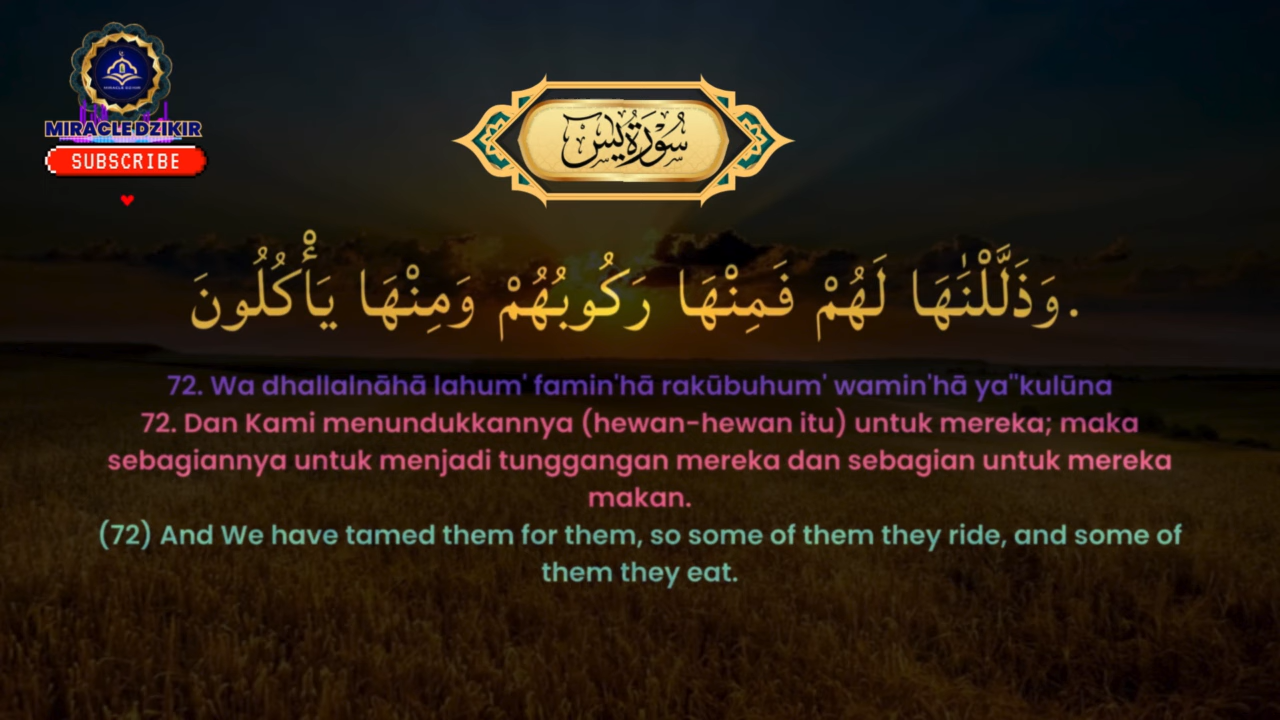 MIRACLE DZIKIR
SUBSCRIBE
سُوْرَةُ يٰسٓ
وَذَلَّلْنَٰهَا لَهُمْ فَمِنْهَا رَكُوبُهُمْ وَمِنْهَا يَأْكُلُونَ.
72. Wa dhallalnāhā lahum' famin'hā rakūbuhum' wamin'hā ya"kulūna
72. Dan Kami menundukkannya (hewan-hewan itu) untuk mereka; maka
sebagiannya untuk menjadi tunggangan mereka dan sebagian untuk mereka
makan.
(72) And We have tamed them for them, so some of them they ride, and some of
them they eat.